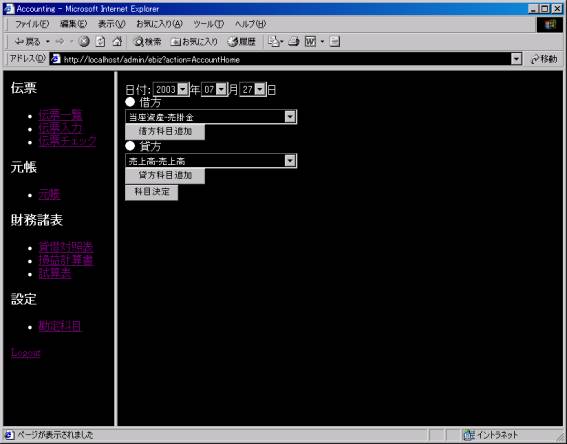 Accounting - Microsoft Internet Explorer
ファイル(F) 編集(E) 表示(V) お気に入り(A) ツール(T) ヘルプ(H)
戻る 検索 お気に入り 履歴
アドレス(D) http://localhost/admin/ebiz?action=AccountHome 移動
伝票
伝票一覧
伝票入力
伝票チェック
元帳
元帳
財務諸表
貸借対照表
損益計算書
試算表
設定
勘定科目
Logout
日付: 2003 年 07 月 27 日
借方
当座資産-売掛金
借方科目追加
貸方
売上高-売上高
貸方科目追加
科目決定
ページが表示されました イントラネット